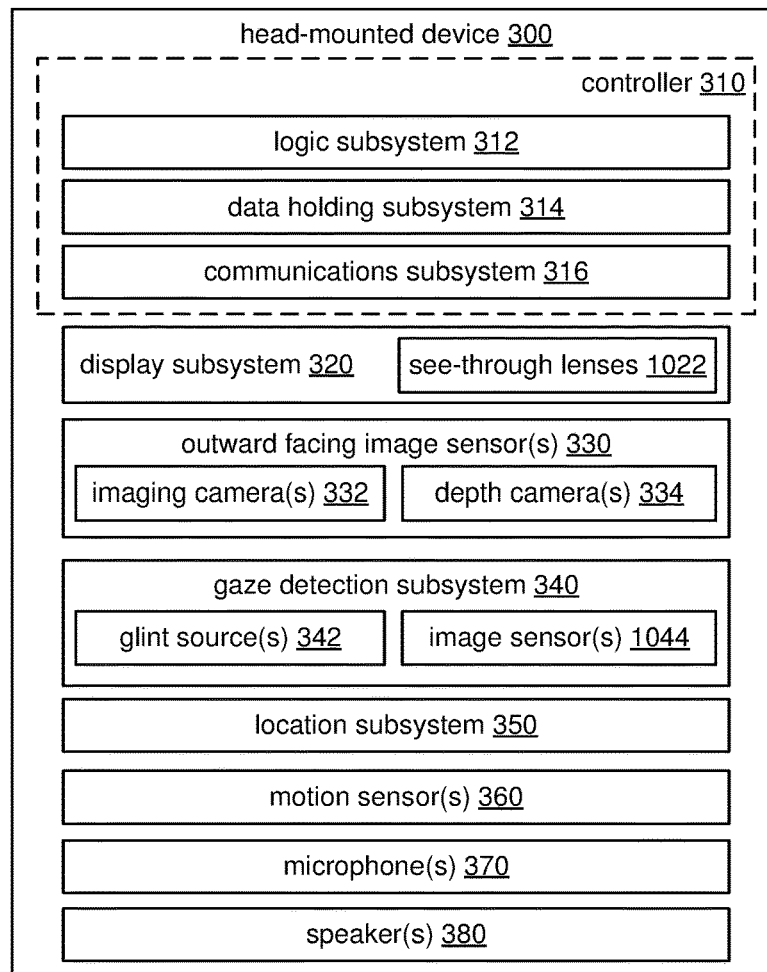 head-mounted device 300
controller 310
logic subsystem 312
data holding subsystem 314
communications subsystem 316
display subsystem 320
see-through lenses 1022
outward facing image sensor(s) 330
imaging camera(s) 332
depth camera(s) 334
gaze detection subsystem 340
glint source(s) 342
image sensor(s) 1044
location subsystem 350
motion sensor(s) 360
microphone(s) 370
speaker(s) 380